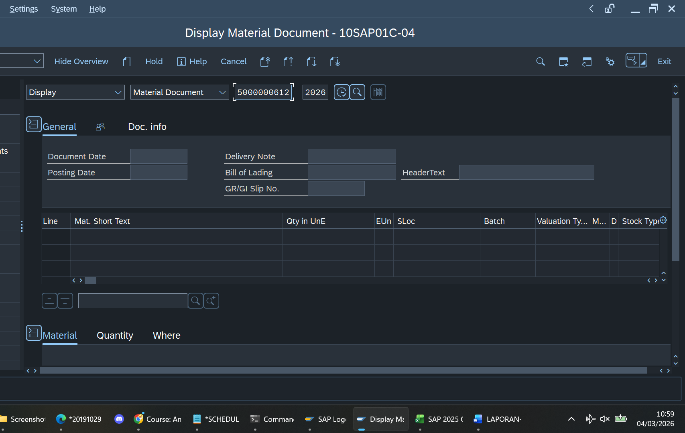 Settings System Help
Display Material Document - 10SAP01C-04
Hide Overview Hold Help Cancel Exit
Display Material Document 5000000612 2026
General Doc. info
nts
Document Date Delivery Note
Posting Date Bill of Lading HeaderText
GR/GI Slip No.
Line Mat. Short Text Qty in UnE EUn SLoc Batch Valuation Ty... M... D Stock Type
Material Quantity Where
Screensho *20191029 Course: An *SCHEDUL Comman SAP Log Display Ma SAP 2025 LAPORAN- 10:59
04/03/2026